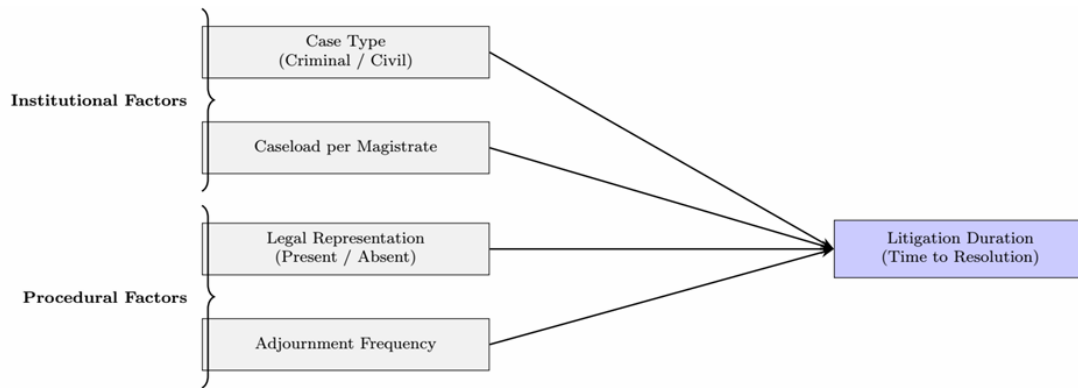 Case Type
(Criminal / Civil)
Institutional Factors
Caseload per Magistrate
Legal Representation
(Present / Absent)
Litigation Duration
(Time to Resolution)
Procedural Factors
Adjournment Frequency